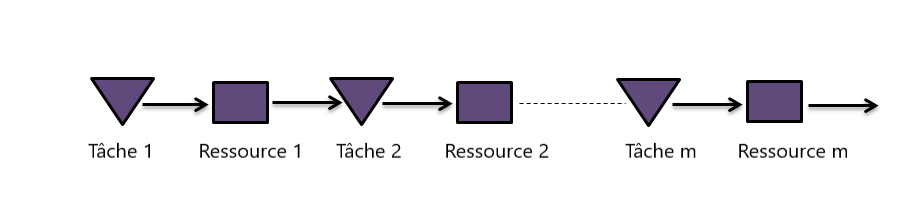 Tâche 1
Ressource 1
Tâche 2
Ressource 2
Tâche m
Ressource m